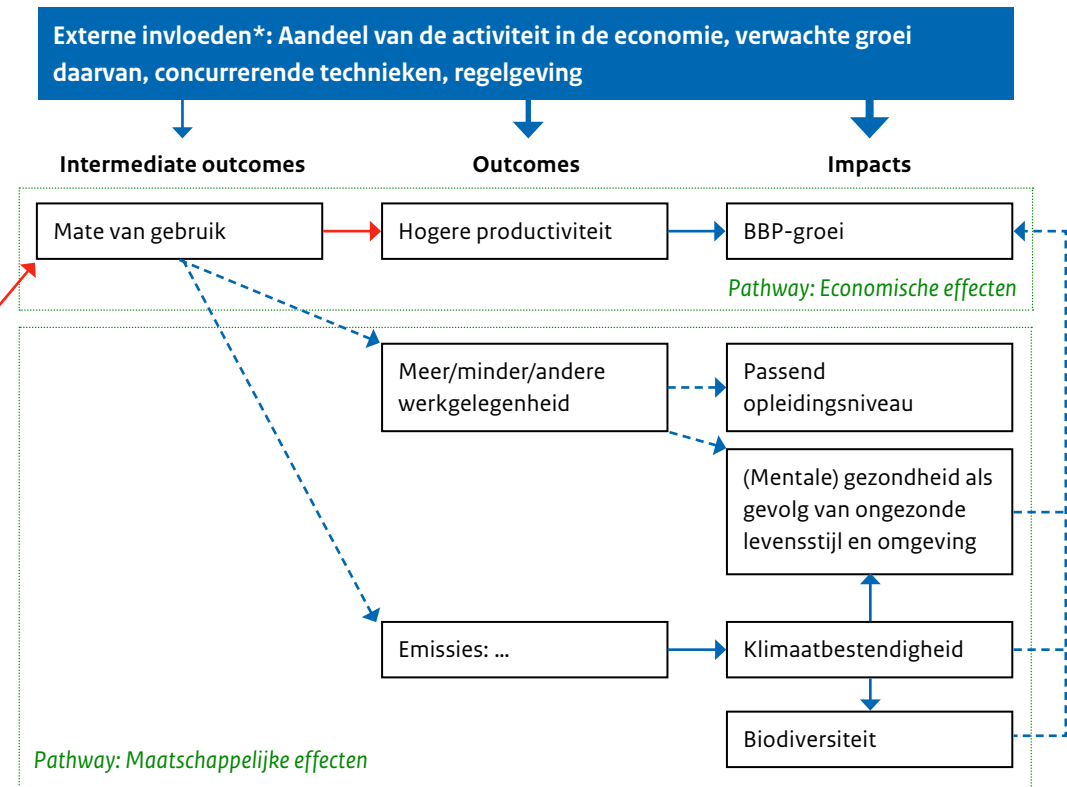 Externe invloeden*: Aandeel van de activiteit in de economie, verwachte groei
daarvan, concurrerende technieken, regelgeving
Intermediate outcomes
Outcomes
Impacts
Mate van gebruik
Hogere productiviteit
BBP-groei
Pathway: Economische effecten
Meer/minder/andere
werkgelegenheid
Passend
opleidingsniveau
(Mentale) gezondheid als
gevolg van ongezonde
levensstijl en omgeving
Emissies: ...
Klimaatbestendigheid
Biodiversiteit
Pathway: Maatschappelijke effecten